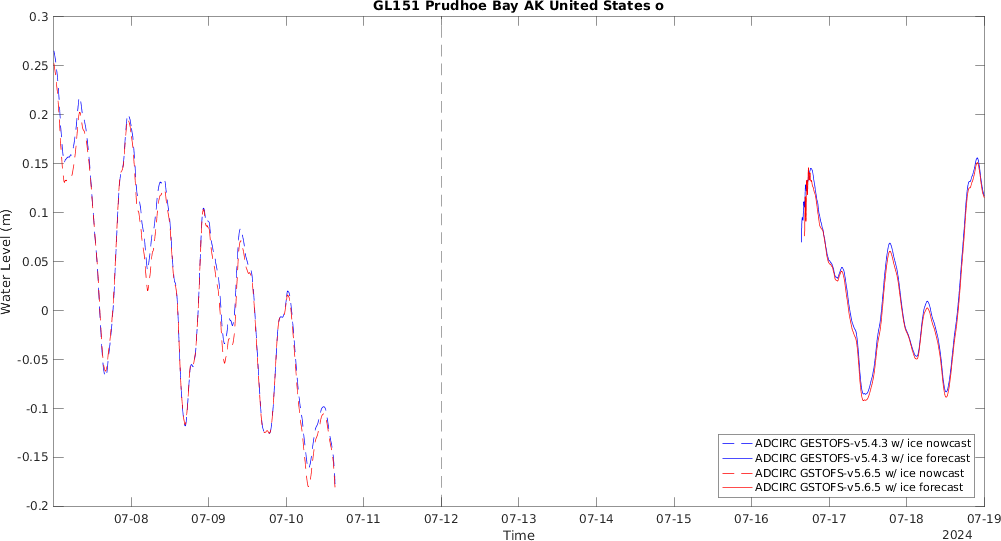 GL151 Prudhoe Bay AK United States o
0.3
0.25
0.2
0.15
0.1
0.05
0
-0.05
-0.1
-0.15
-0.2
Water Level (m)
07-08 07-09 07-10 07-11 07-12 07-13 07-14 07-15 07-16 07-17 07-18 07-19
Time
2024
ADCIRC GESTOFS-v5.4.3 w/ ice nowcast
ADCIRC GESTOFS-v5.4.3 w/ ice forecast
ADCIRC GSTOFS-v5.6.5 w/ ice nowcast
ADCIRC GSTOFS-v5.6.5 w/ ice forecast